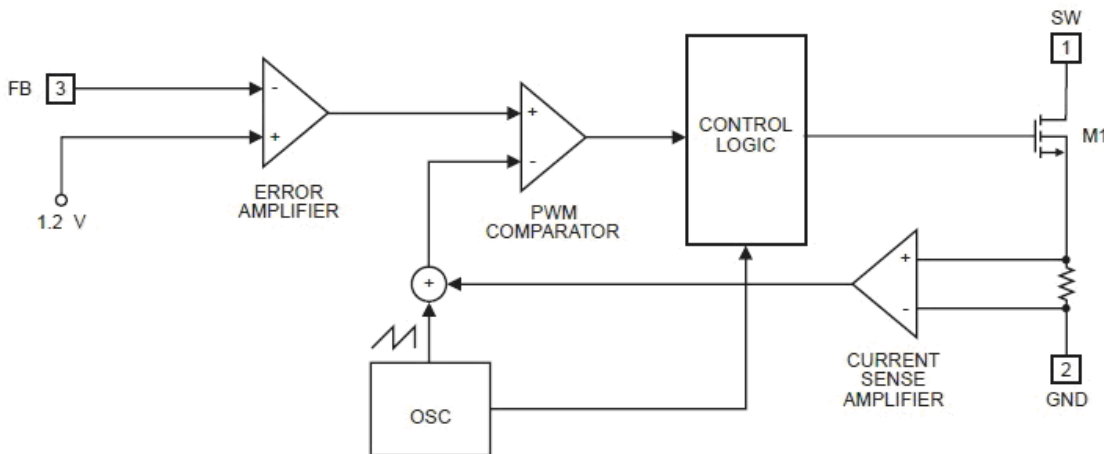 SW
1
FB 3
-
+
1.2 V
ERROR
AMPLIFIER
+
-
PWM
COMPARATOR
CONTROL
LOGIC
M1
+
+
-
CURRENT
SENSE
AMPLIFIER
OSC
2
GND